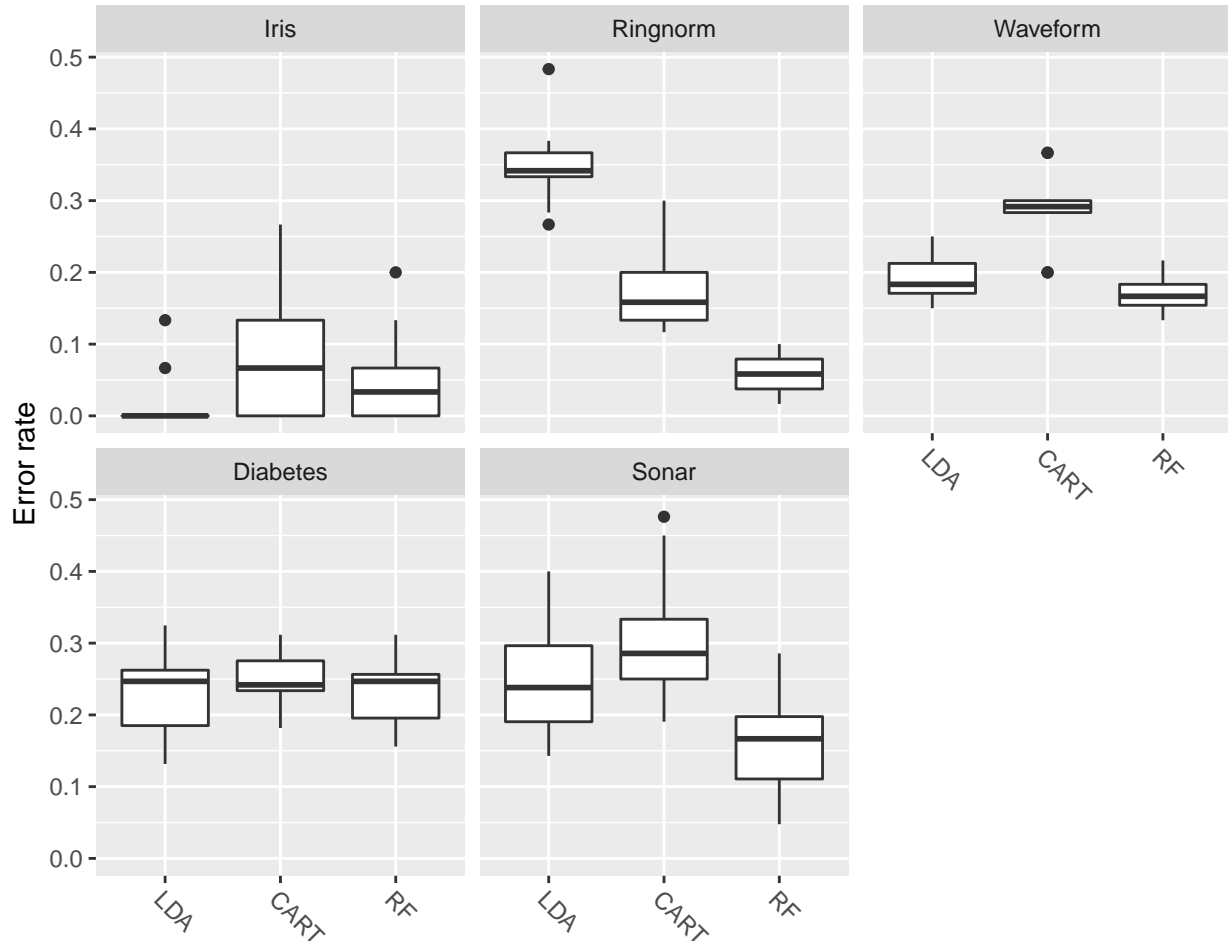 Iris Ringnorm Waveform
0.5
0.4
0.3
0.2
0.1
0.0
LDA CART RF
Diabetes Sonar
0.5
0.4
0.3
0.2
0.1
0.0
LDA CART RF LDA CART RF
Error rate